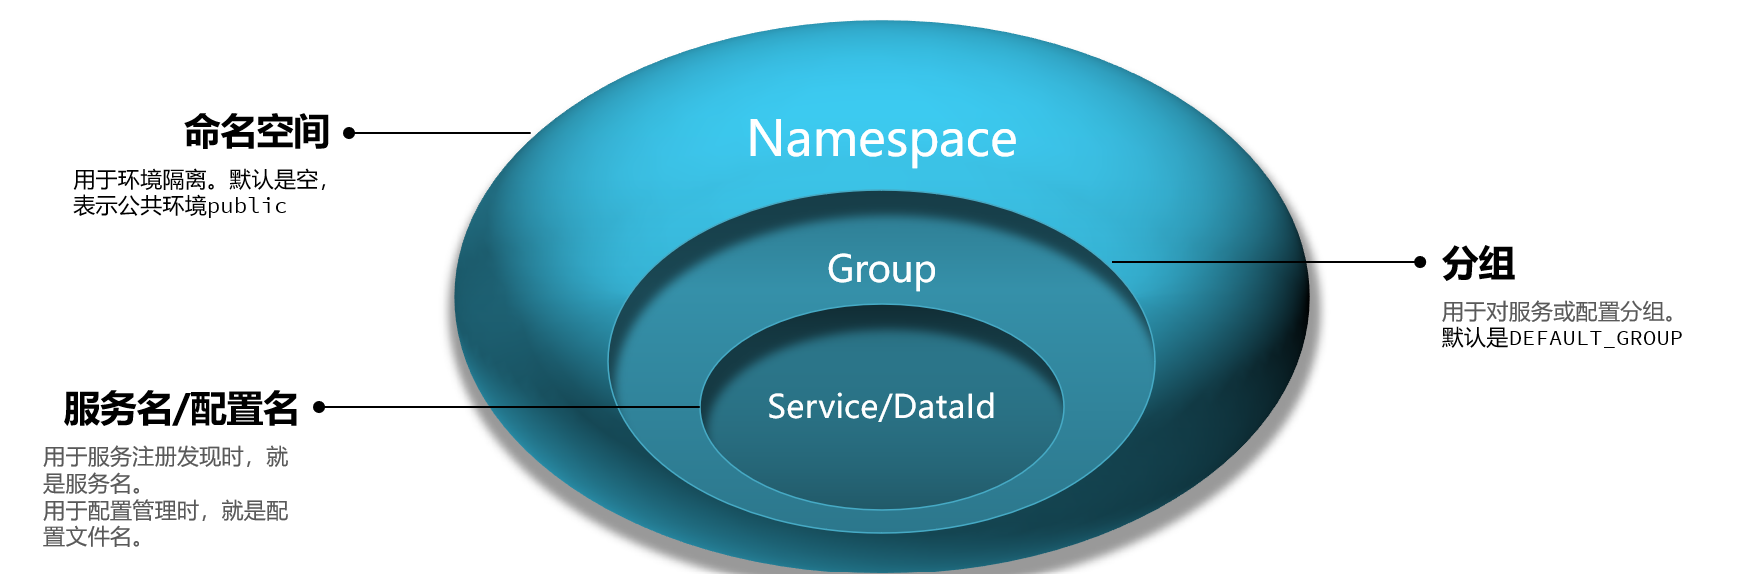 命名空间
用于环境隔离。默认是空，
表示公共环境public
Namespace
Group
分组
用于对服务或配置分组。
默认是DEFAULT_GROUP
服务名/配置名
用于服务注册发现时，就
是服务名。
用于配置管理时，就是配
置文件名。
Service/DataId